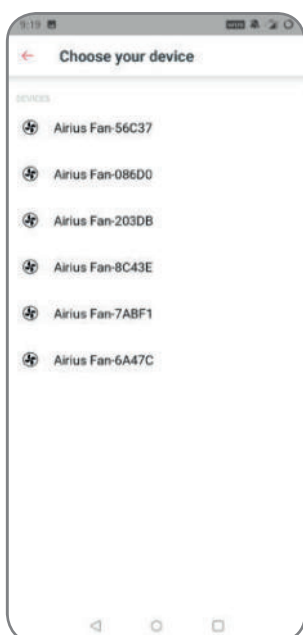 9:19
Choose your device
DEVICES
Airius Fan-56C37
Airius Fan-086D0
Airius Fan-203DB
Airius Fan-8C43E
Airius Fan-7ABF1
Airius Fan-6A47C